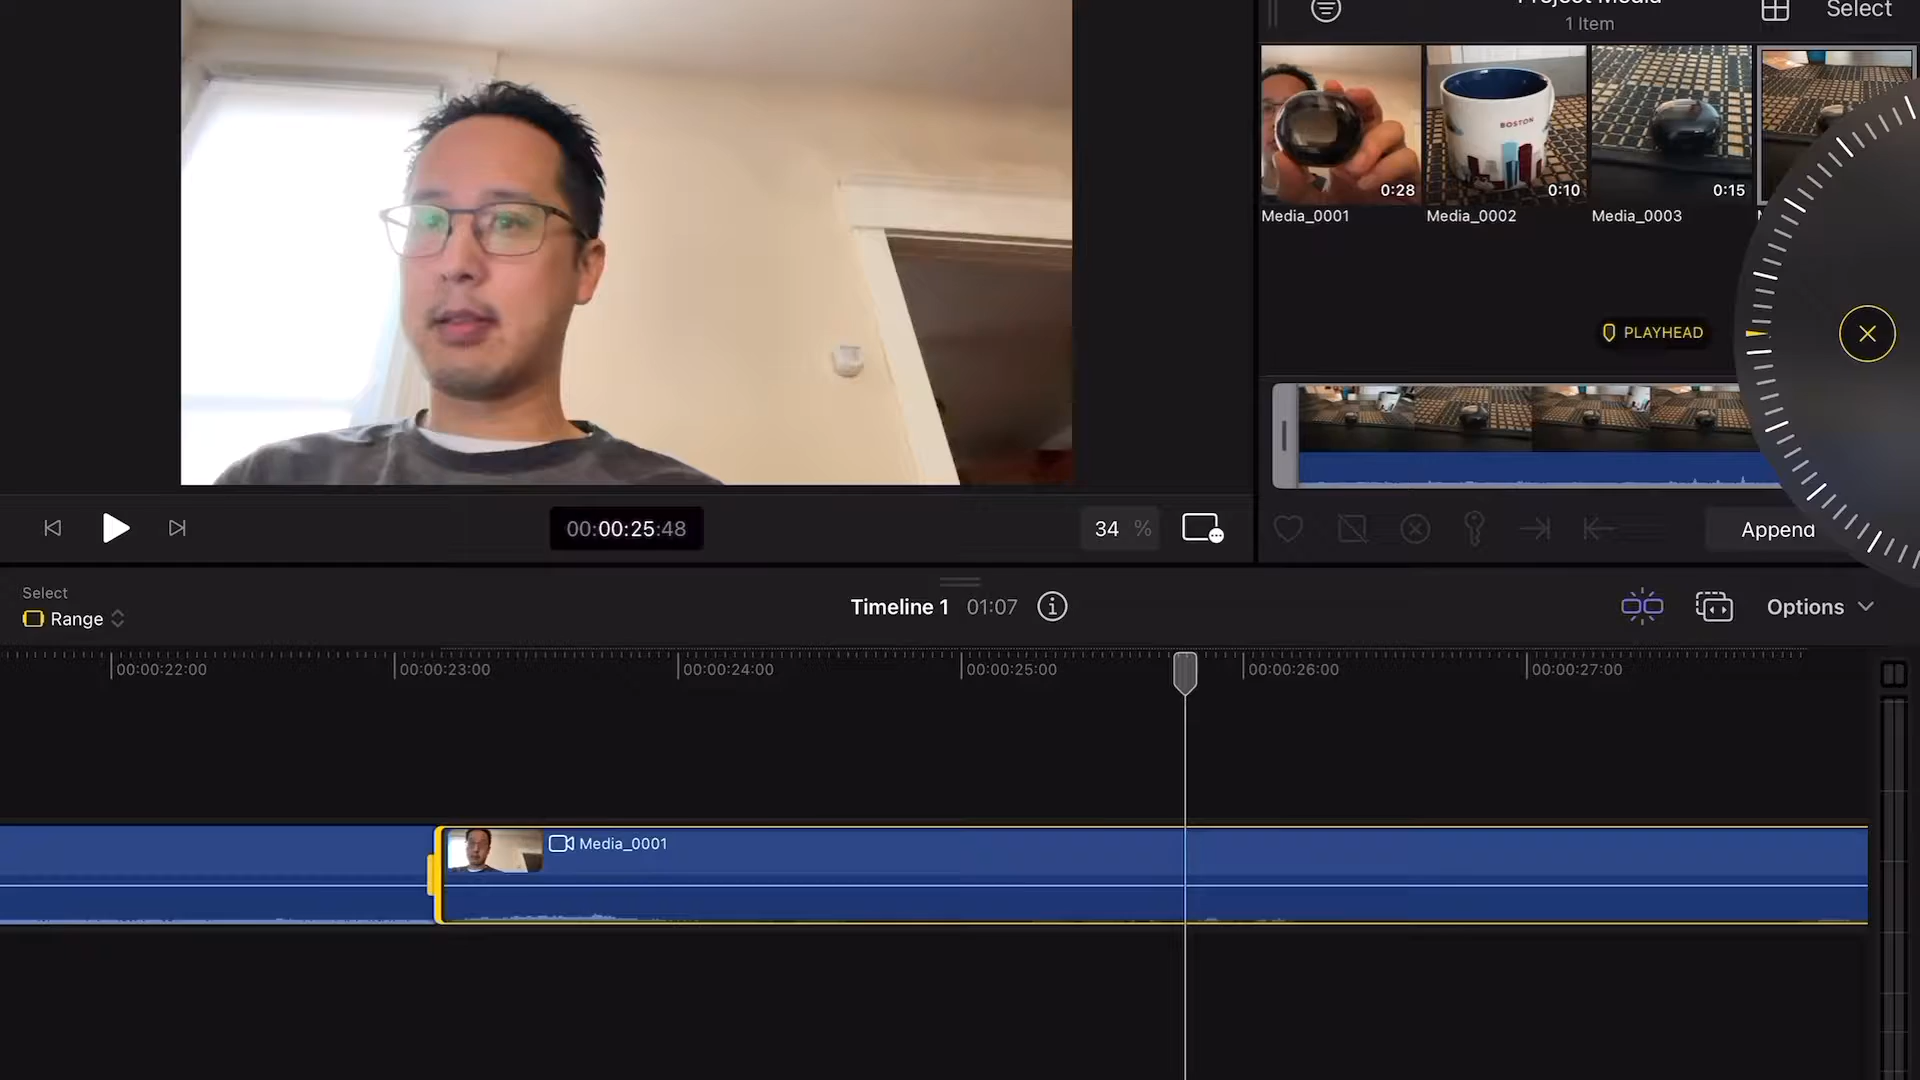 Project Media
Select
1 Item
BOSTON
0:28
0:10
0:15
Media_0001
Media_0002
Media_0003
PLAYHEAD
00:00:25:48
34 %
Append
Select
Range
Timeline 1 01:07
Options
00:00:22:00
00:00:23:00
00:00:24:00
00:00:25:00
00:00:26:00
00:00:27:00
Media_0001